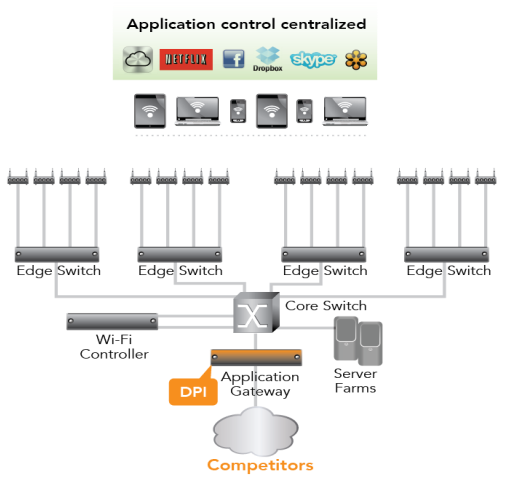 Application control centralized
NETFLIX
f
Dropbox
skype
Edge Switch
Edge Switch
Edge Switch
Edge Switch
Core Switch
Wi-Fi
Controller
Server
Farms
Application
Gateway
DPI
Competitors